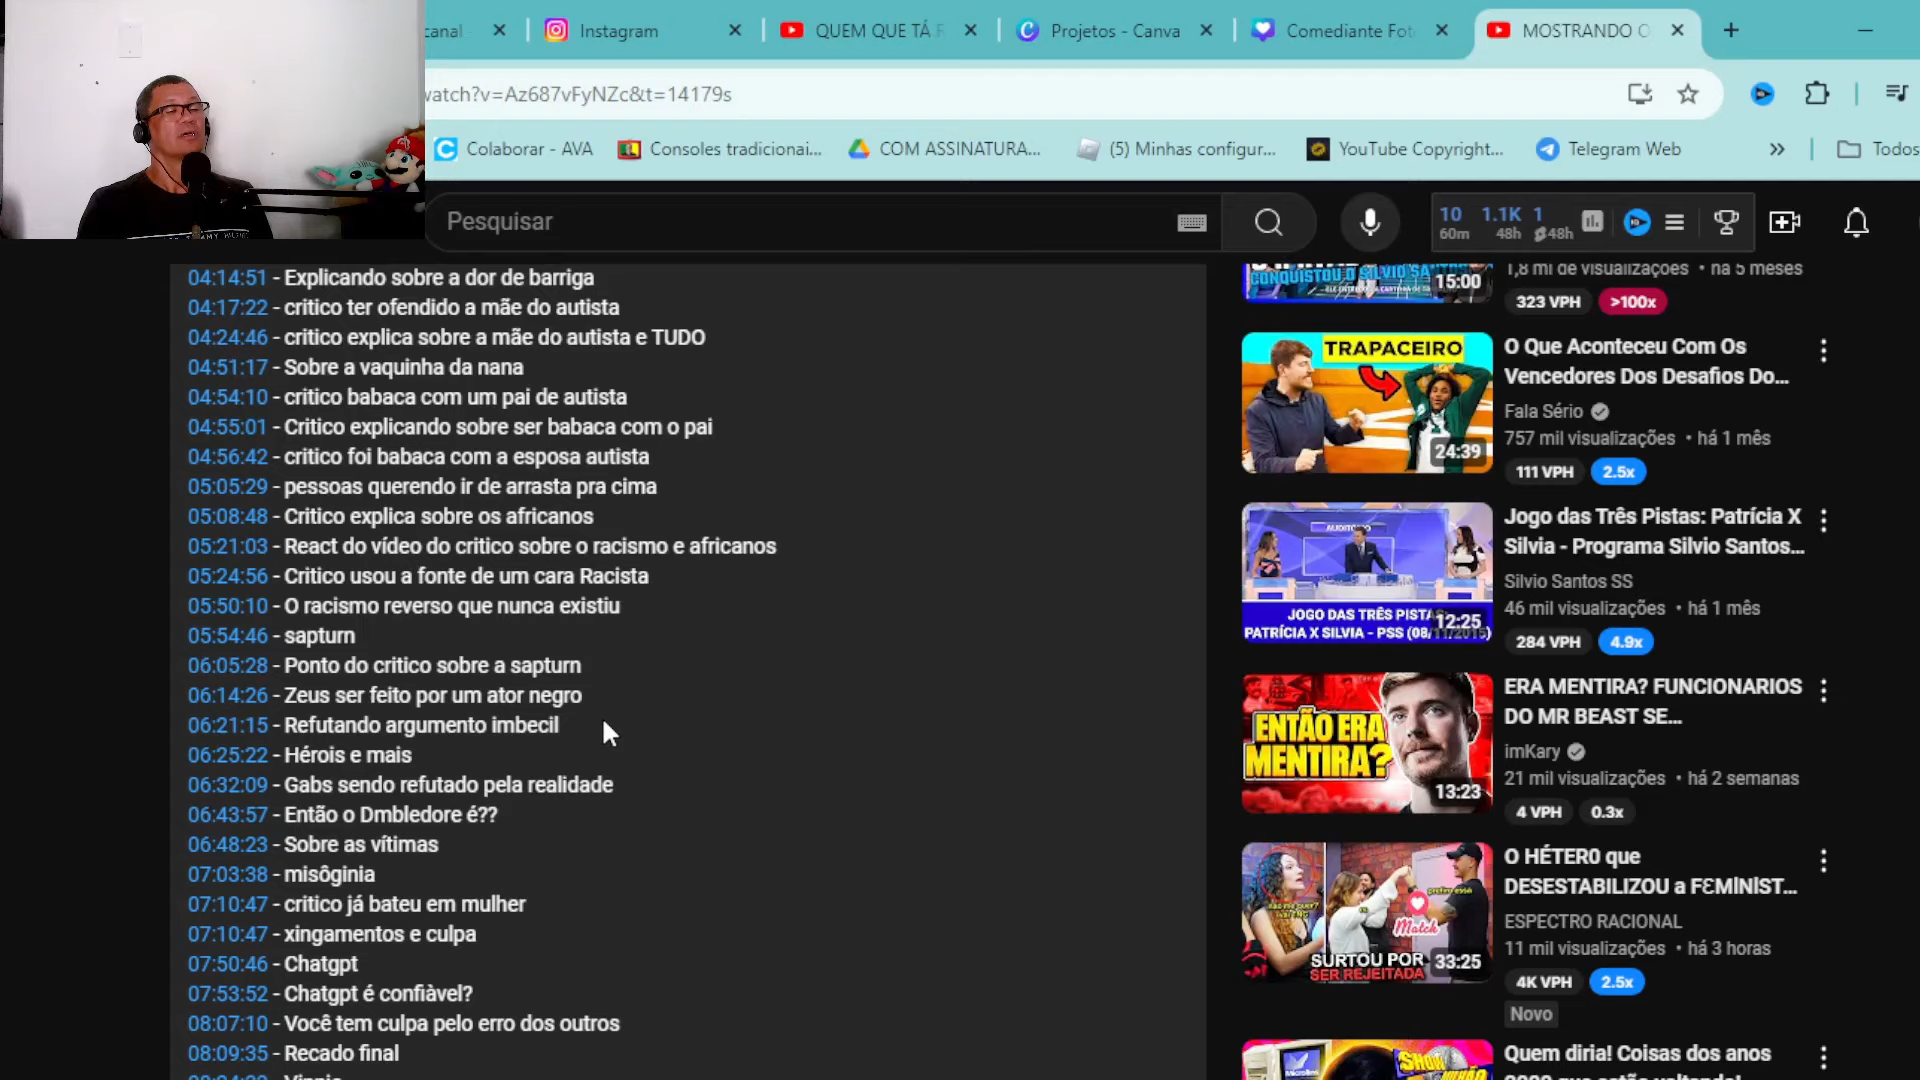 canal
Instagram
QUEM QUE TÁ
Projetos - Canva
Comediante Fot
MOSTRANDO O
watch?v=Az687vFyNZc&t=14179s
Colaborar - AVA
Consoles tradicionai...
COM ASSINATURA...
(5) Minhas configur...
YouTube Copyright...
Telegram Web
Todos
Pesquisar
10 1.1K 1
60m 48h 48h
04:14:51 - Explicando sobre a dor de barriga
04:17:22 - critico ter ofendido a mãe do autista
04:24:46 - critico explica sobre a mãe do autista e TUDO
04:51:17 - Sobre a vaquinha da nana
04:54:10 - critico babaca com um pai de autista
04:55:01 - Critico explicando sobre ser babaca com o pai
04:56:42 - critico foi babaca com a esposa autista
05:05:29 - pessoas querendo ir de arrasta pra cima
05:08:48 - Critico explica sobre os africanos
05:21:03 - React do vídeo do critico sobre o racismo e africanos
05:24:56 - Critico usou a fonte de um cara Racista
05:50:10 - O racismo reverso que nunca existiu
05:54:46 - sapturn
06:05:28 - Ponto do critico sobre a sapturn
06:14:26 - Zeus ser feito por um ator negro
06:21:15 - Refutando argumento imbecil
06:25:22 - Hérois e mais
06:32:09 - Gabs sendo refutado pela realidade
06:43:57 - Então o Dmbledore é??
06:48:23 - Sobre as vítimas
07:03:38 - misôginia
07:10:47 - critico já bateu em mulher
07:10:47 - xingamentos e culpa
07:50:46 - Chatgpt
07:53:52 - Chatgpt é confiàvel?
08:07:10 - Você tem culpa pelo erro dos outros
08:09:35 - Recado final
CONQUISTOU O SILVIO SANTOS
15:00
1,8 mi de visualizações • há 5 meses
323 VPH >100x
TRAPACEIRO
24:39
O Que Aconteceu Com Os
Vencedores Dos Desafios Do...
Fala Sério
757 mil visualizações • há 1 mês
111 VPH 2.5x
AUDITÓRIO
JOGO DAS TRÊS PISTAS
PATRÍCIA X SILVIA - PSS (08/11/2015)
12:25
Jogo das Três Pistas: Patrícia X
Silvia - Programa Silvio Santos...
Silvio Santos SS
46 mil visualizações • há 1 mês
284 VPH 4.9x
ENTÃO ERA
MENTIRA?
13:23
ERA MENTIRA? FUNCIONARIOS
DO MR BEAST SE...
imKary
21 mil visualizações • há 2 semanas
4 VPH 0.3x
Match
SURTOU POR
SER REJEITADA
33:25
O HÉTER0 que
DESESTABILIZOU a FƐMlNlST...
ESPECTRO RACIONAL
11 mil visualizações • há 3 horas
4K VPH 2.5x
Novo
SHOW
Quem diria! Coisas dos anos